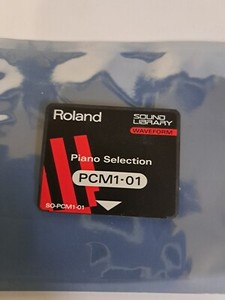 Roland
SOUND
LIBRARY
WAVEFORM
Piano Selection
PCM1-01
SO-PCM1-01